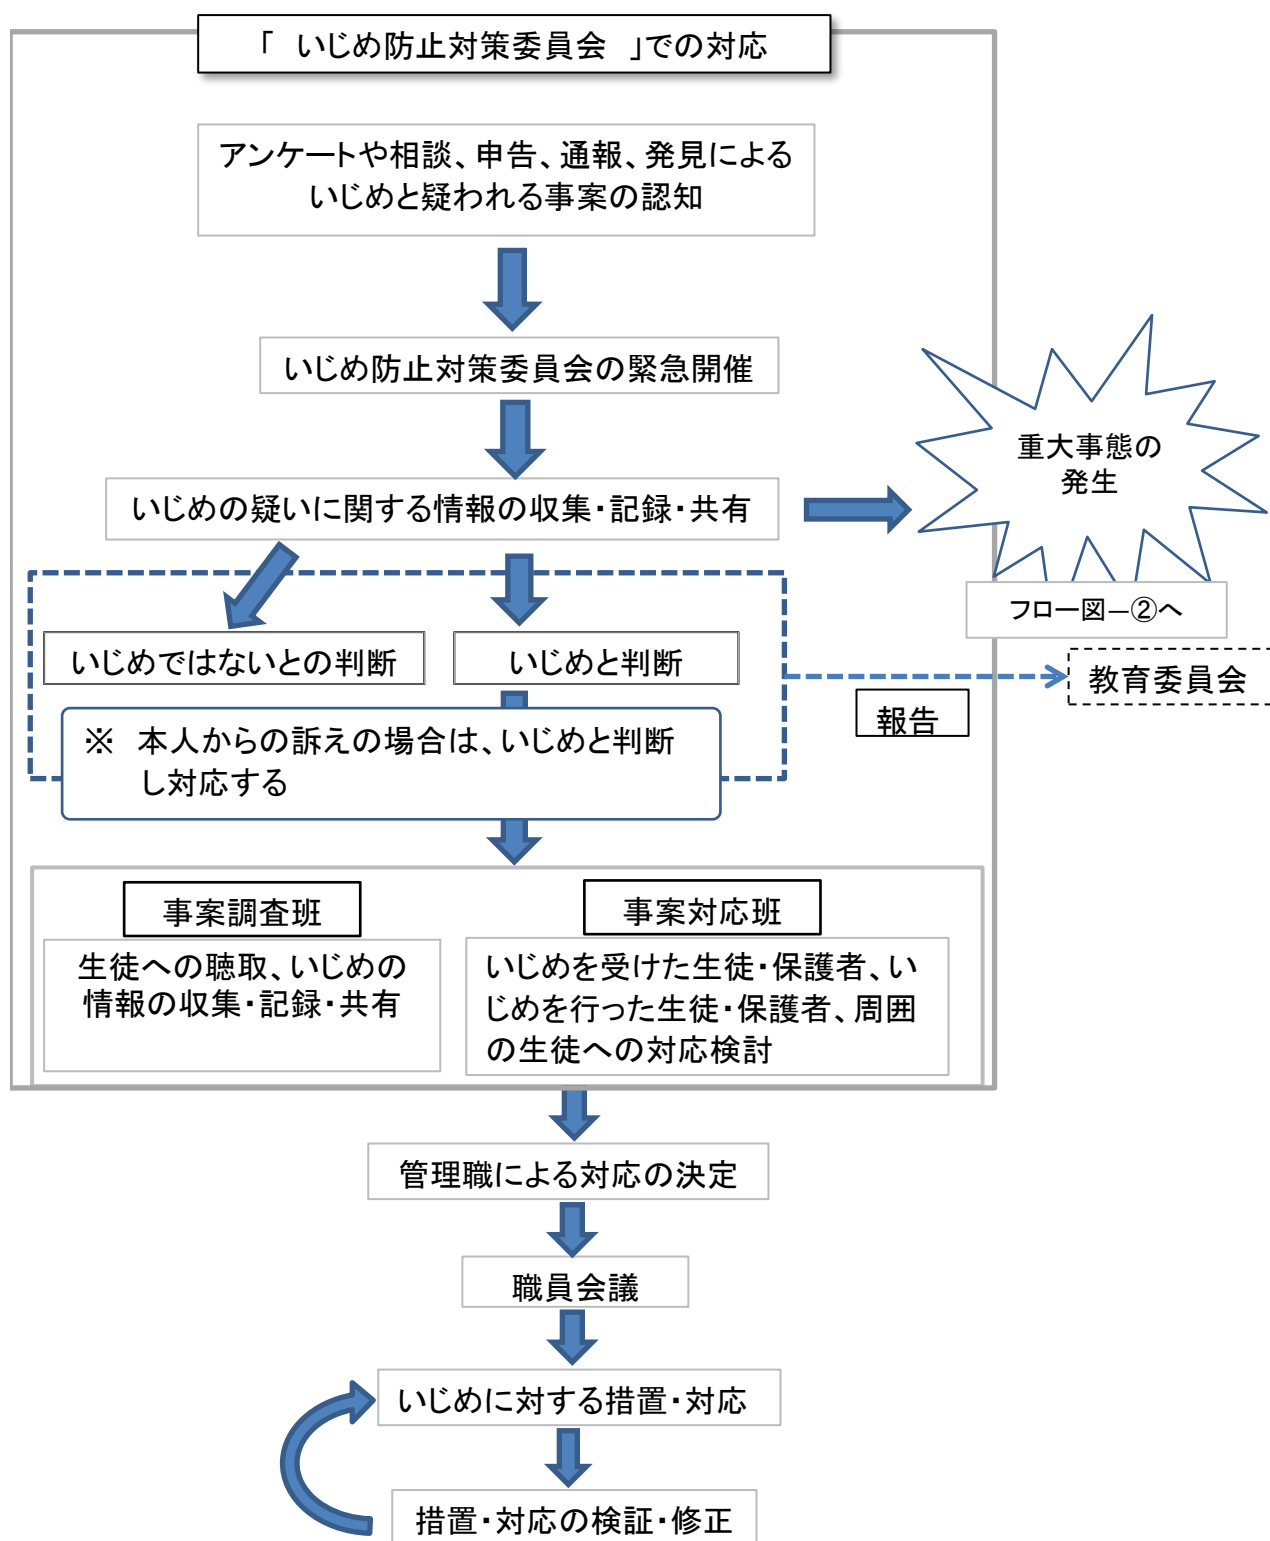 「 いじめ防止対策委員会 」での対応
アンケートや相談、申告、通報、発見による
いじめと疑われる事案の認知
いじめ防止対策委員会の緊急開催
重大事態の
発生
いじめの疑いに関する情報の収集・記録・共有
フロー図―②へ
いじめではないとの判断
いじめと判断
教育委員会
報告
※ 本人からの訴えの場合は、いじめと判断
し対応する
事案調査班
生徒への聴取、いじめの
情報の収集・記録・共有
事案対応班
いじめを受けた生徒・保護者、い
じめを行った生徒・保護者、周囲
の生徒への対応検討
管理職による対応の決定
職員会議
いじめに対する措置・対応
措置・対応の検証・修正